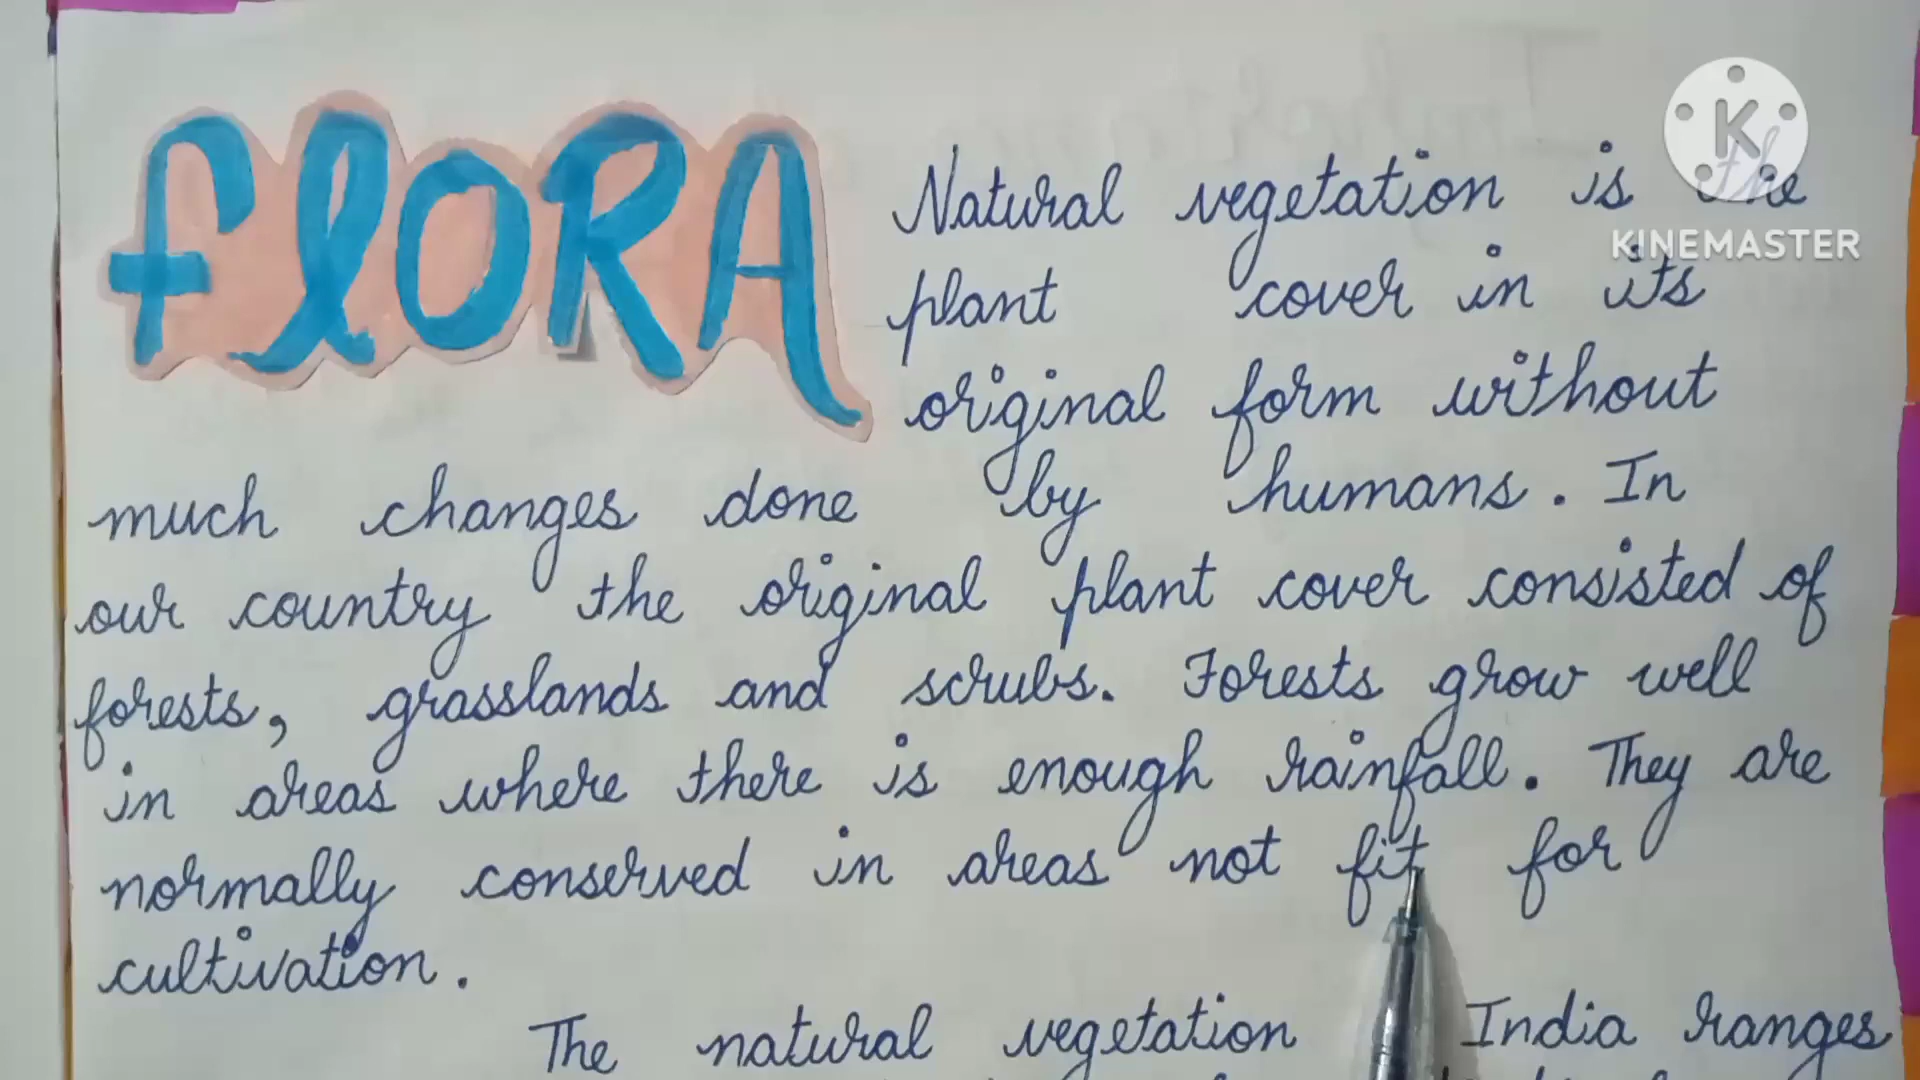 flORA
Natural vegetation is the
KINEMASTER
plant cover in its
original form without
much changes done by humans. In
our country the original plant cover consisted of
forests, grasslands and scrubs. Forests grow well
in areas where there is enough rainfall. They are
normally conserved in areas not fit for
cultivation.
The natural vegetation India ranges